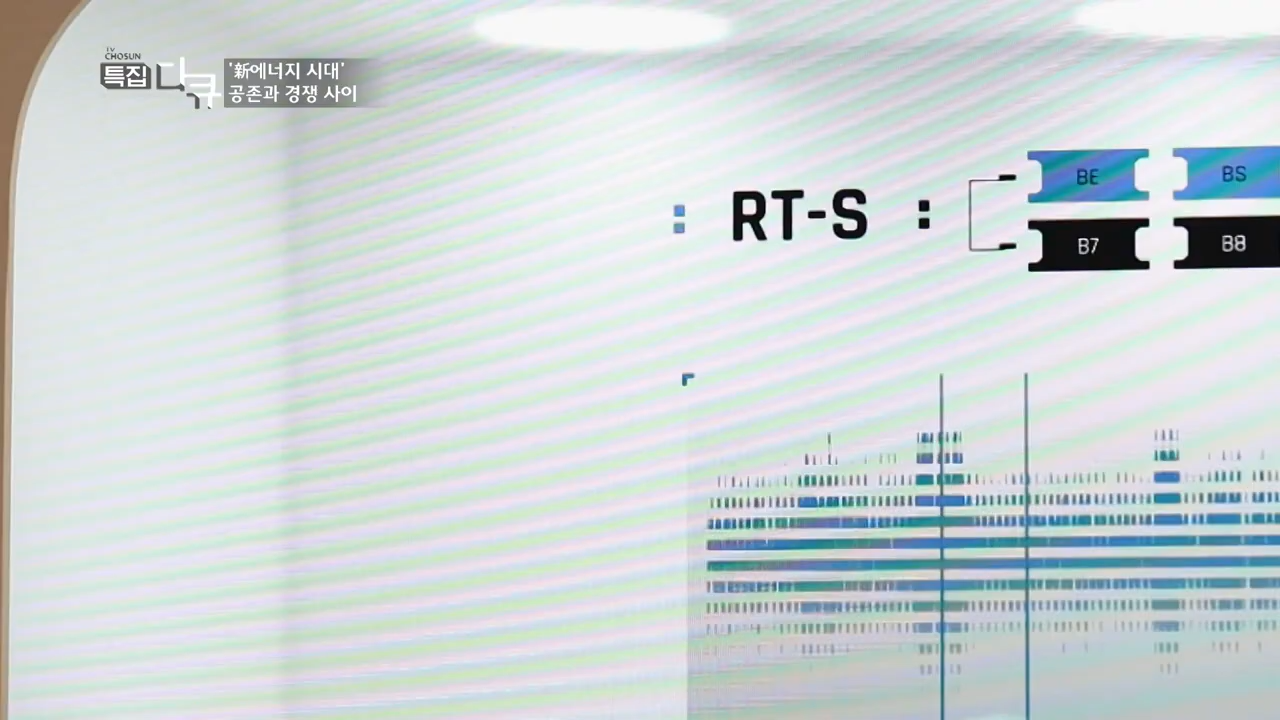 TV
CHOSUN
특집 다큐
'新에너지 시대'
공존과 경쟁 사이
RT-S :
BE
BS
B7
B8